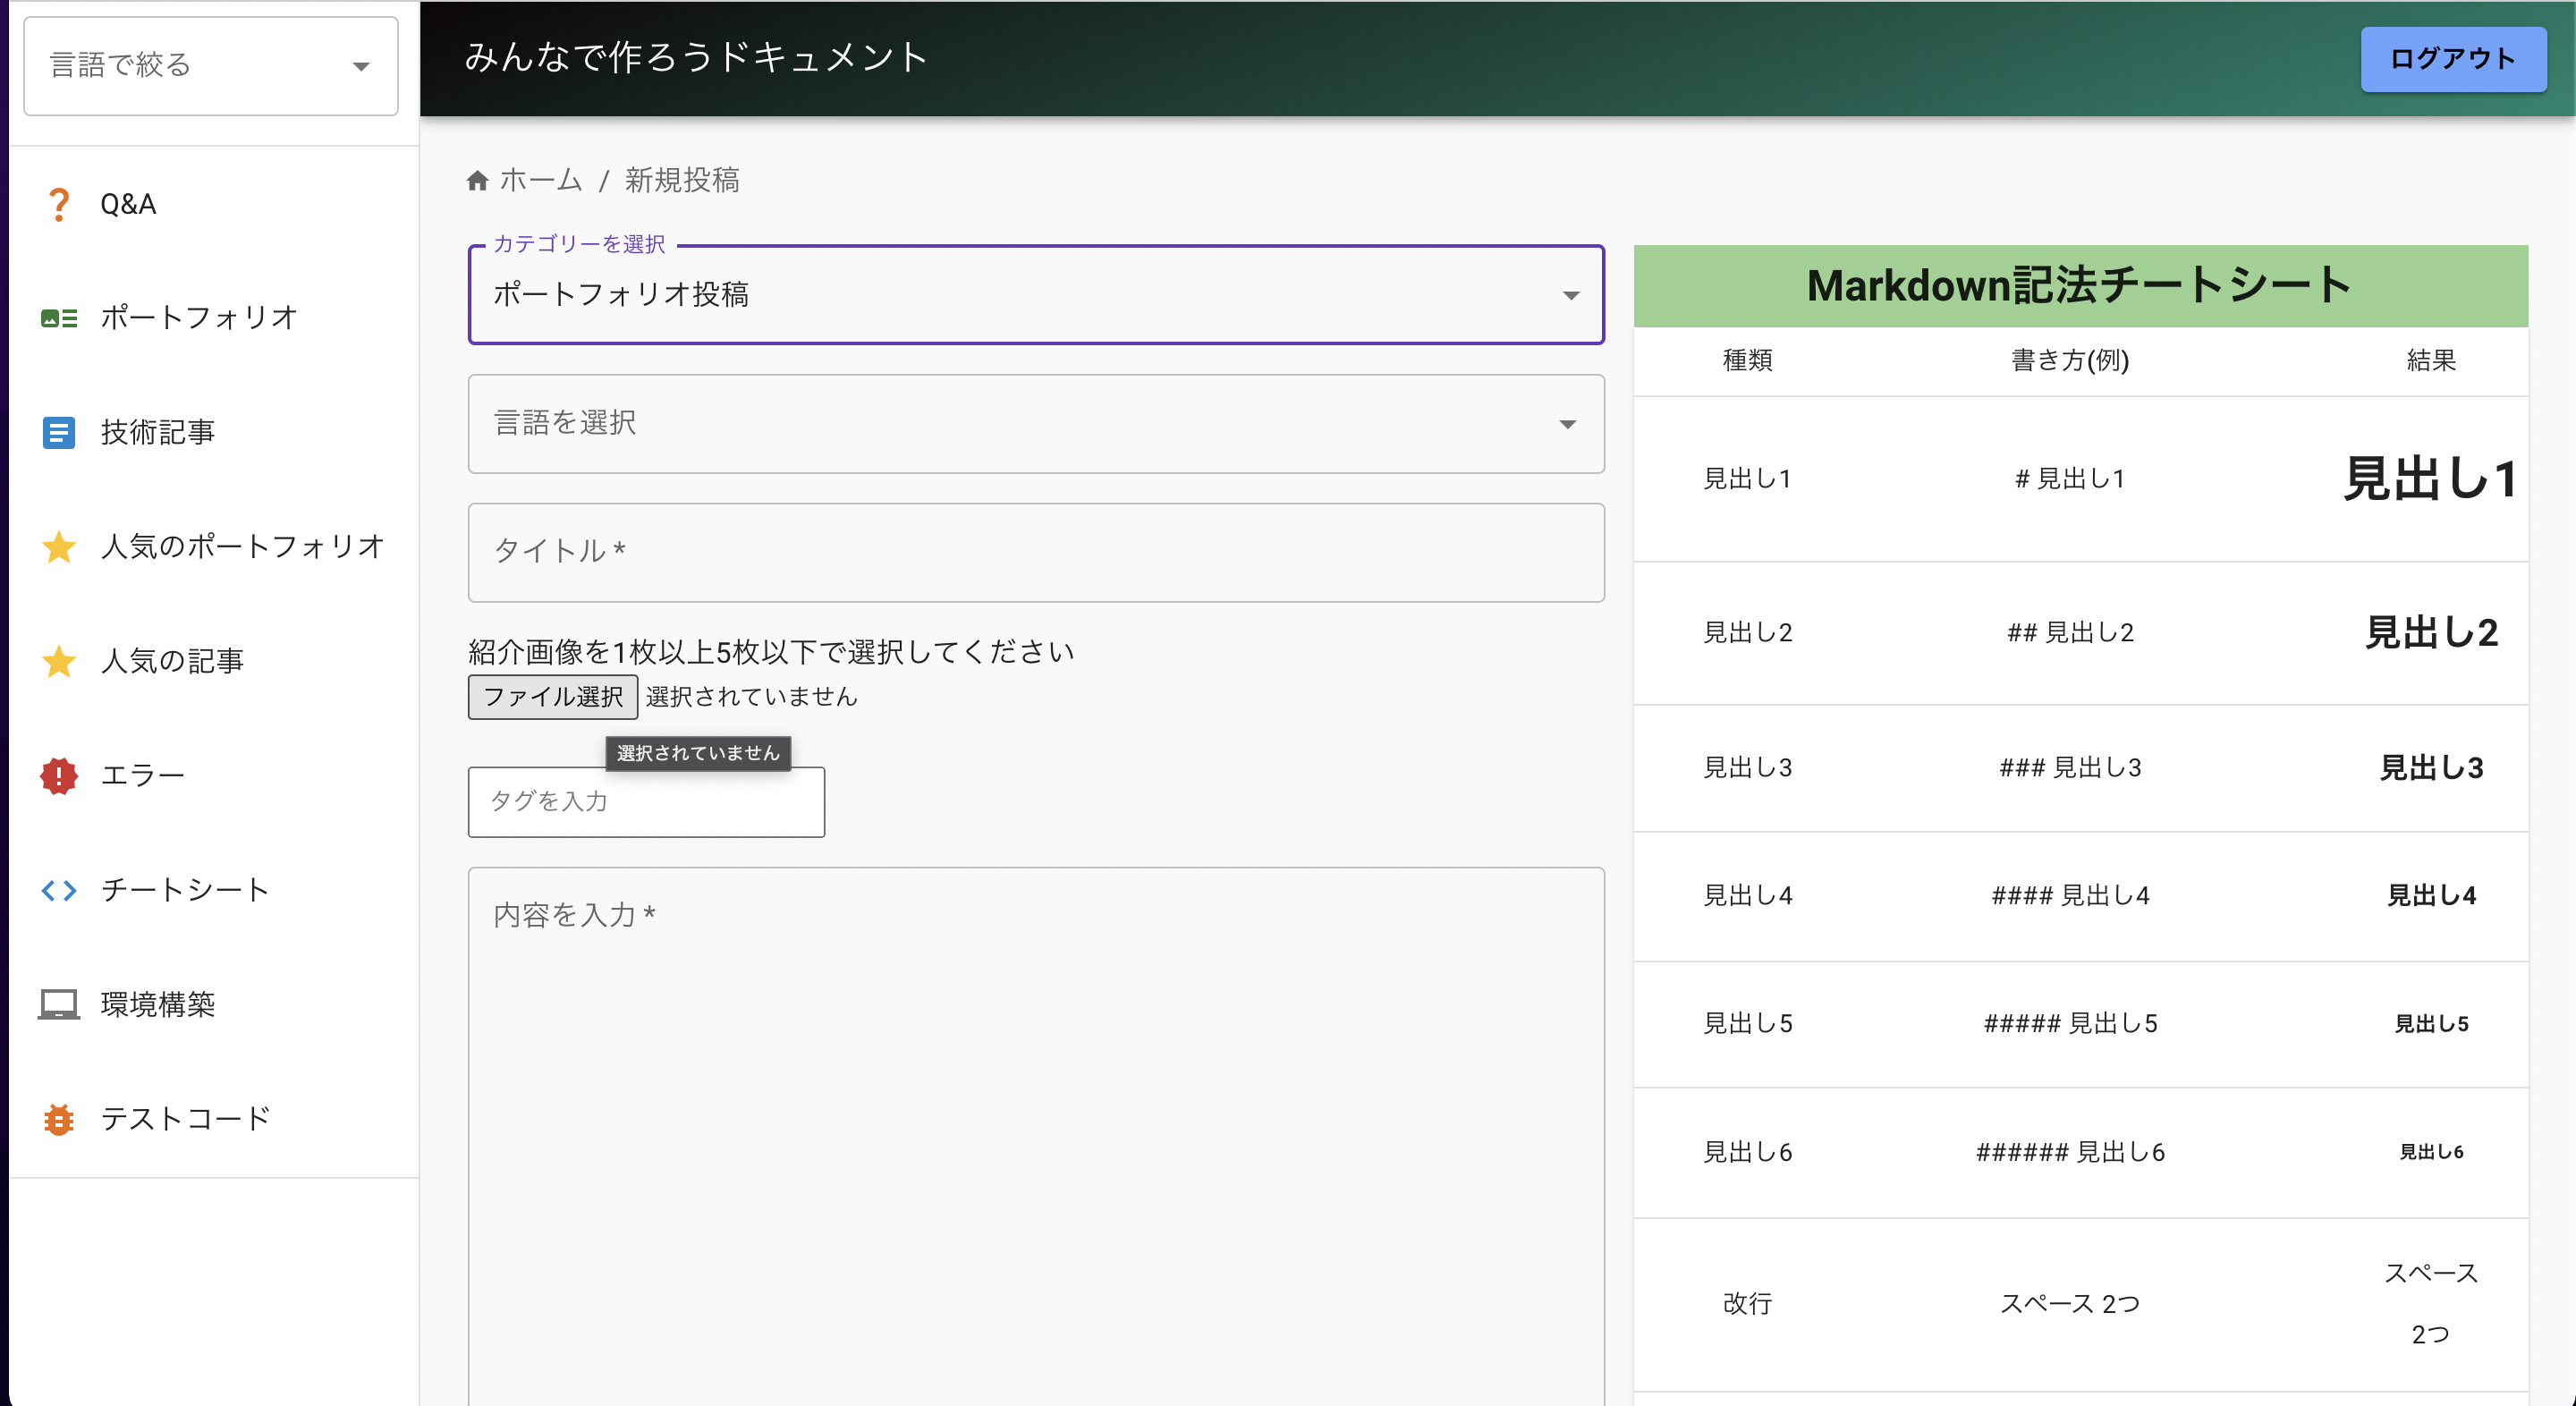 言語で絞る
Q&A
ポートフォリオ
技術記事
人気のポートフォリオ
人気の記事
エラー
チートシート
環境構築
テストコード
みんなで作ろうドキュメント
ログアウト
ホーム / 新規投稿
カテゴリーを選択
ポートフォリオ投稿
言語を選択
タイトル *
紹介画像を1枚以上5枚以下で選択してください
ファイル選択 選択されていません
選択されていません
タグを入力
内容を入力 *
Markdown記法チートシート
種類 書き方(例) 結果
見出し1 # 見出し1 見出し1
見出し2 ## 見出し2 見出し2
見出し3 ### 見出し3 見出し3
見出し4 #### 見出し4 見出し4
見出し5 ##### 見出し5 見出し5
見出し6 ###### 見出し6 見出し6
改行 スペース 2つ スペース
2つ